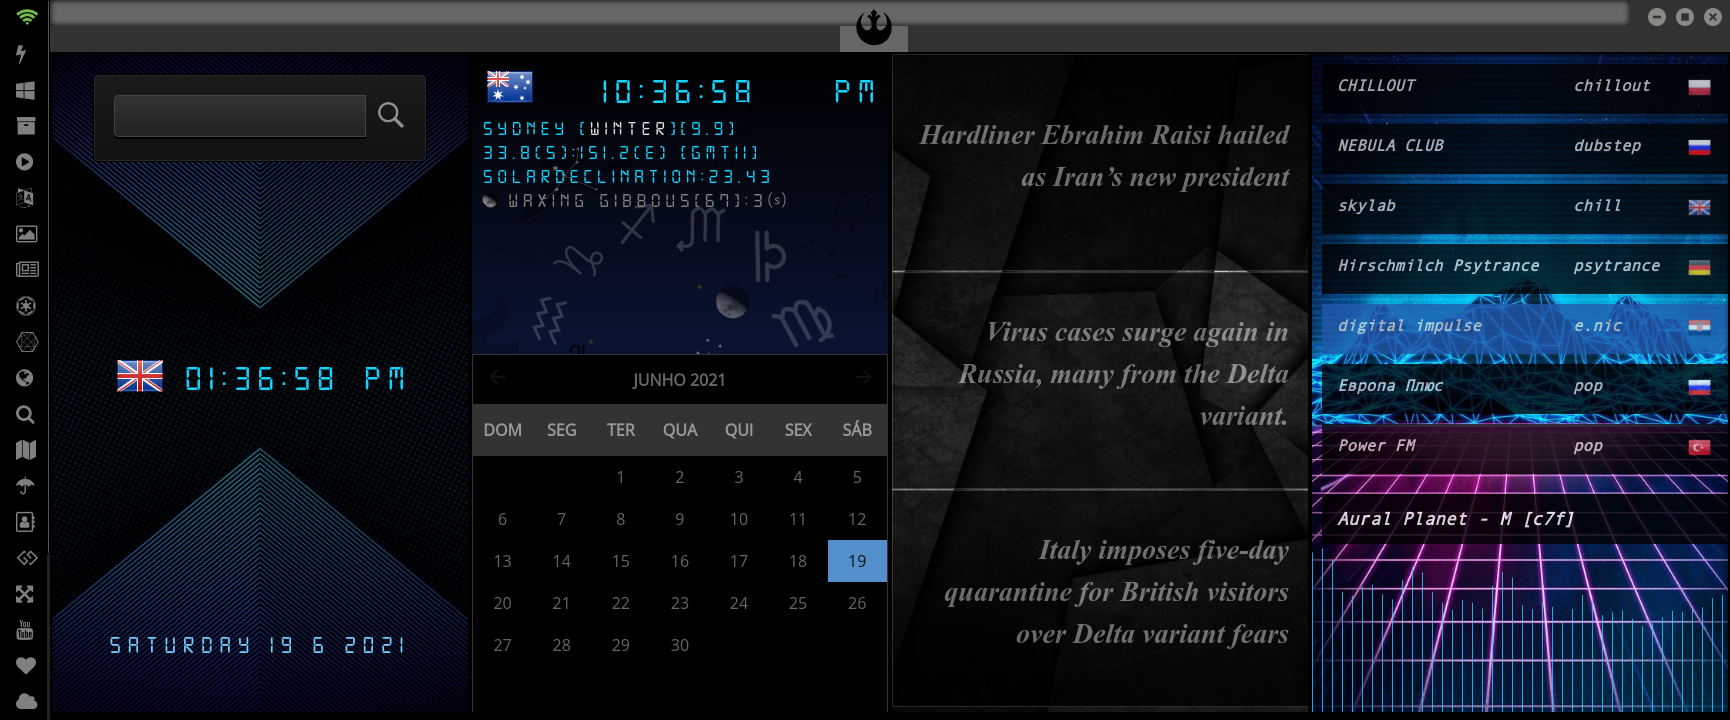 01:36:58 PM
SATURDAY 19 6 2021
10:36:58 PM
SYDNEY [WINTER][9.9]
33.8(S):151.2(E) [GMT11]
SOLARDECLINATION:23.43
WAXING GIBBOUS[67]:3(s)
JUNHO 2021
DOM SEG TER QUA QUI SEX SÁB
1 2 3 4 5
6 7 8 9 10 11 12
13 14 15 16 17 18 19
20 21 22 23 24 25 26
27 28 29 30
Hardliner Ebrahim Raisi hailed
as Iran’s new president
Virus cases surge again in
Russia, many from the Delta
variant.
Italy imposes five-day
quarantine for British visitors
over Delta variant fears
CHILLOUT chillout
NEBULA CLUB dubstep
skylab chill
Hirschmilch Psytrance psytrance
digital impulse e.nic
Европа Плюс pop
Power FM pop
Aural Planet - M [c7f]
You
Tube